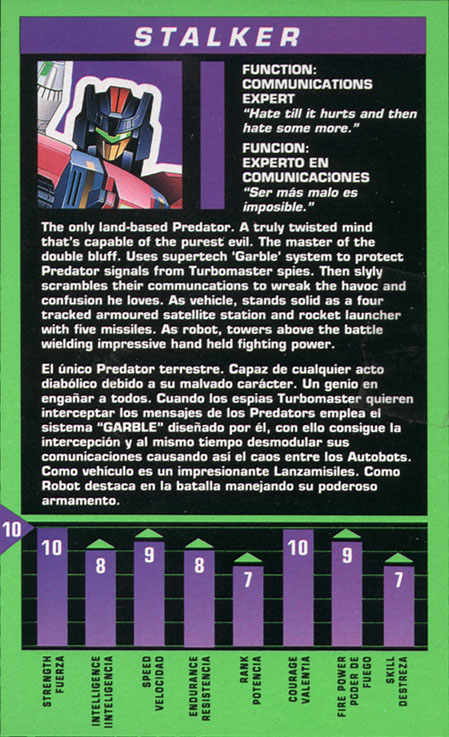 STALKER
FUNCTION:
COMMUNICATIONS
EXPERT
“Hate till it hurts and then
hate some more.”
FUNCION:
EXPERTO EN
COMUNICACIONES
“Ser más malo es
imposible.”
The only land-based Predator. A truly twisted mind
that's capable of the purest evil. The master of the
double bluff. Uses supertech 'Garble' system to protect
Predator signals from Turbomaster spies. Then slyly
scrambles their communcations to wreak the havoc and
confusion he loves. As vehicle, stands solid as a four
tracked armoured satellite station and rocket launcher
with five missiles. As robot, towers above the battle
wielding impressive hand held fighting power.
El único Predator terrestre. Capaz de cualquier acto
diabólico debido a su malvado carácter. Un genio en
engañar a todos. Cuando los espias Turbomaster quieren
interceptar los mensajes de los Predators emplea el
sistema "GARBLE" diseñado por él, con ello consigue la
intercepción y al mismo tiempo desmodular sus
comunicaciones causando así el caos entre los Autobots.
Como vehículo es un impresionante Lanzamisiles. Como
Robot destaca en la batalla manejando su poderoso
armamento.
10
10
8
9
8
7
10
9
7
STRENGTH
FUERZA
INTELLIGENCE
IINTELIGENCIA
SPEED
VELOCIDAD
ENDURANCE
RESISTENCIA
RANK
POTENCIA
COURAGE
VALENTIA
FIRE POWER
PODER DE
FUEGO
SKILL
DESTREZA